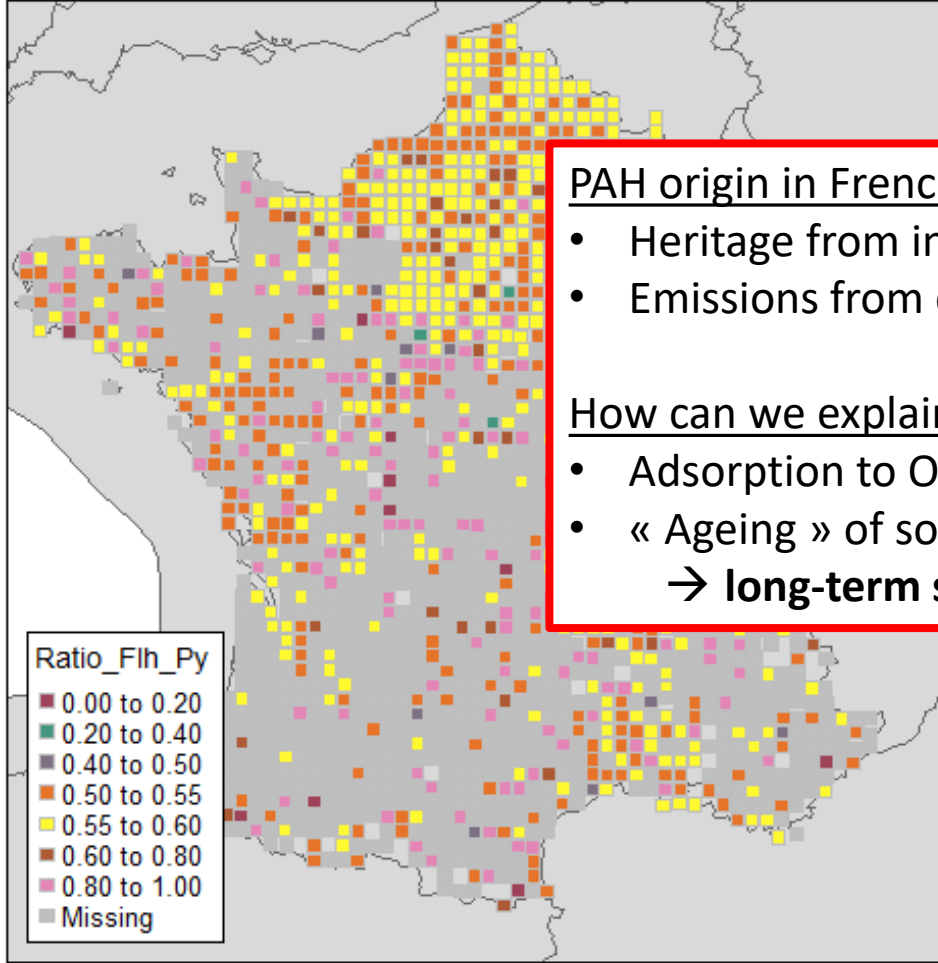 PAH origin in Frenc
• Heritage from in
• Emissions from
How can we explain
• Adsorption to O
• « Ageing » of so
→ long-term s
Ratio_Flh_Py
0.00 to 0.20
0.20 to 0.40
0.40 to 0.50
0.50 to 0.55
0.55 to 0.60
0.60 to 0.80
0.80 to 1.00
Missing